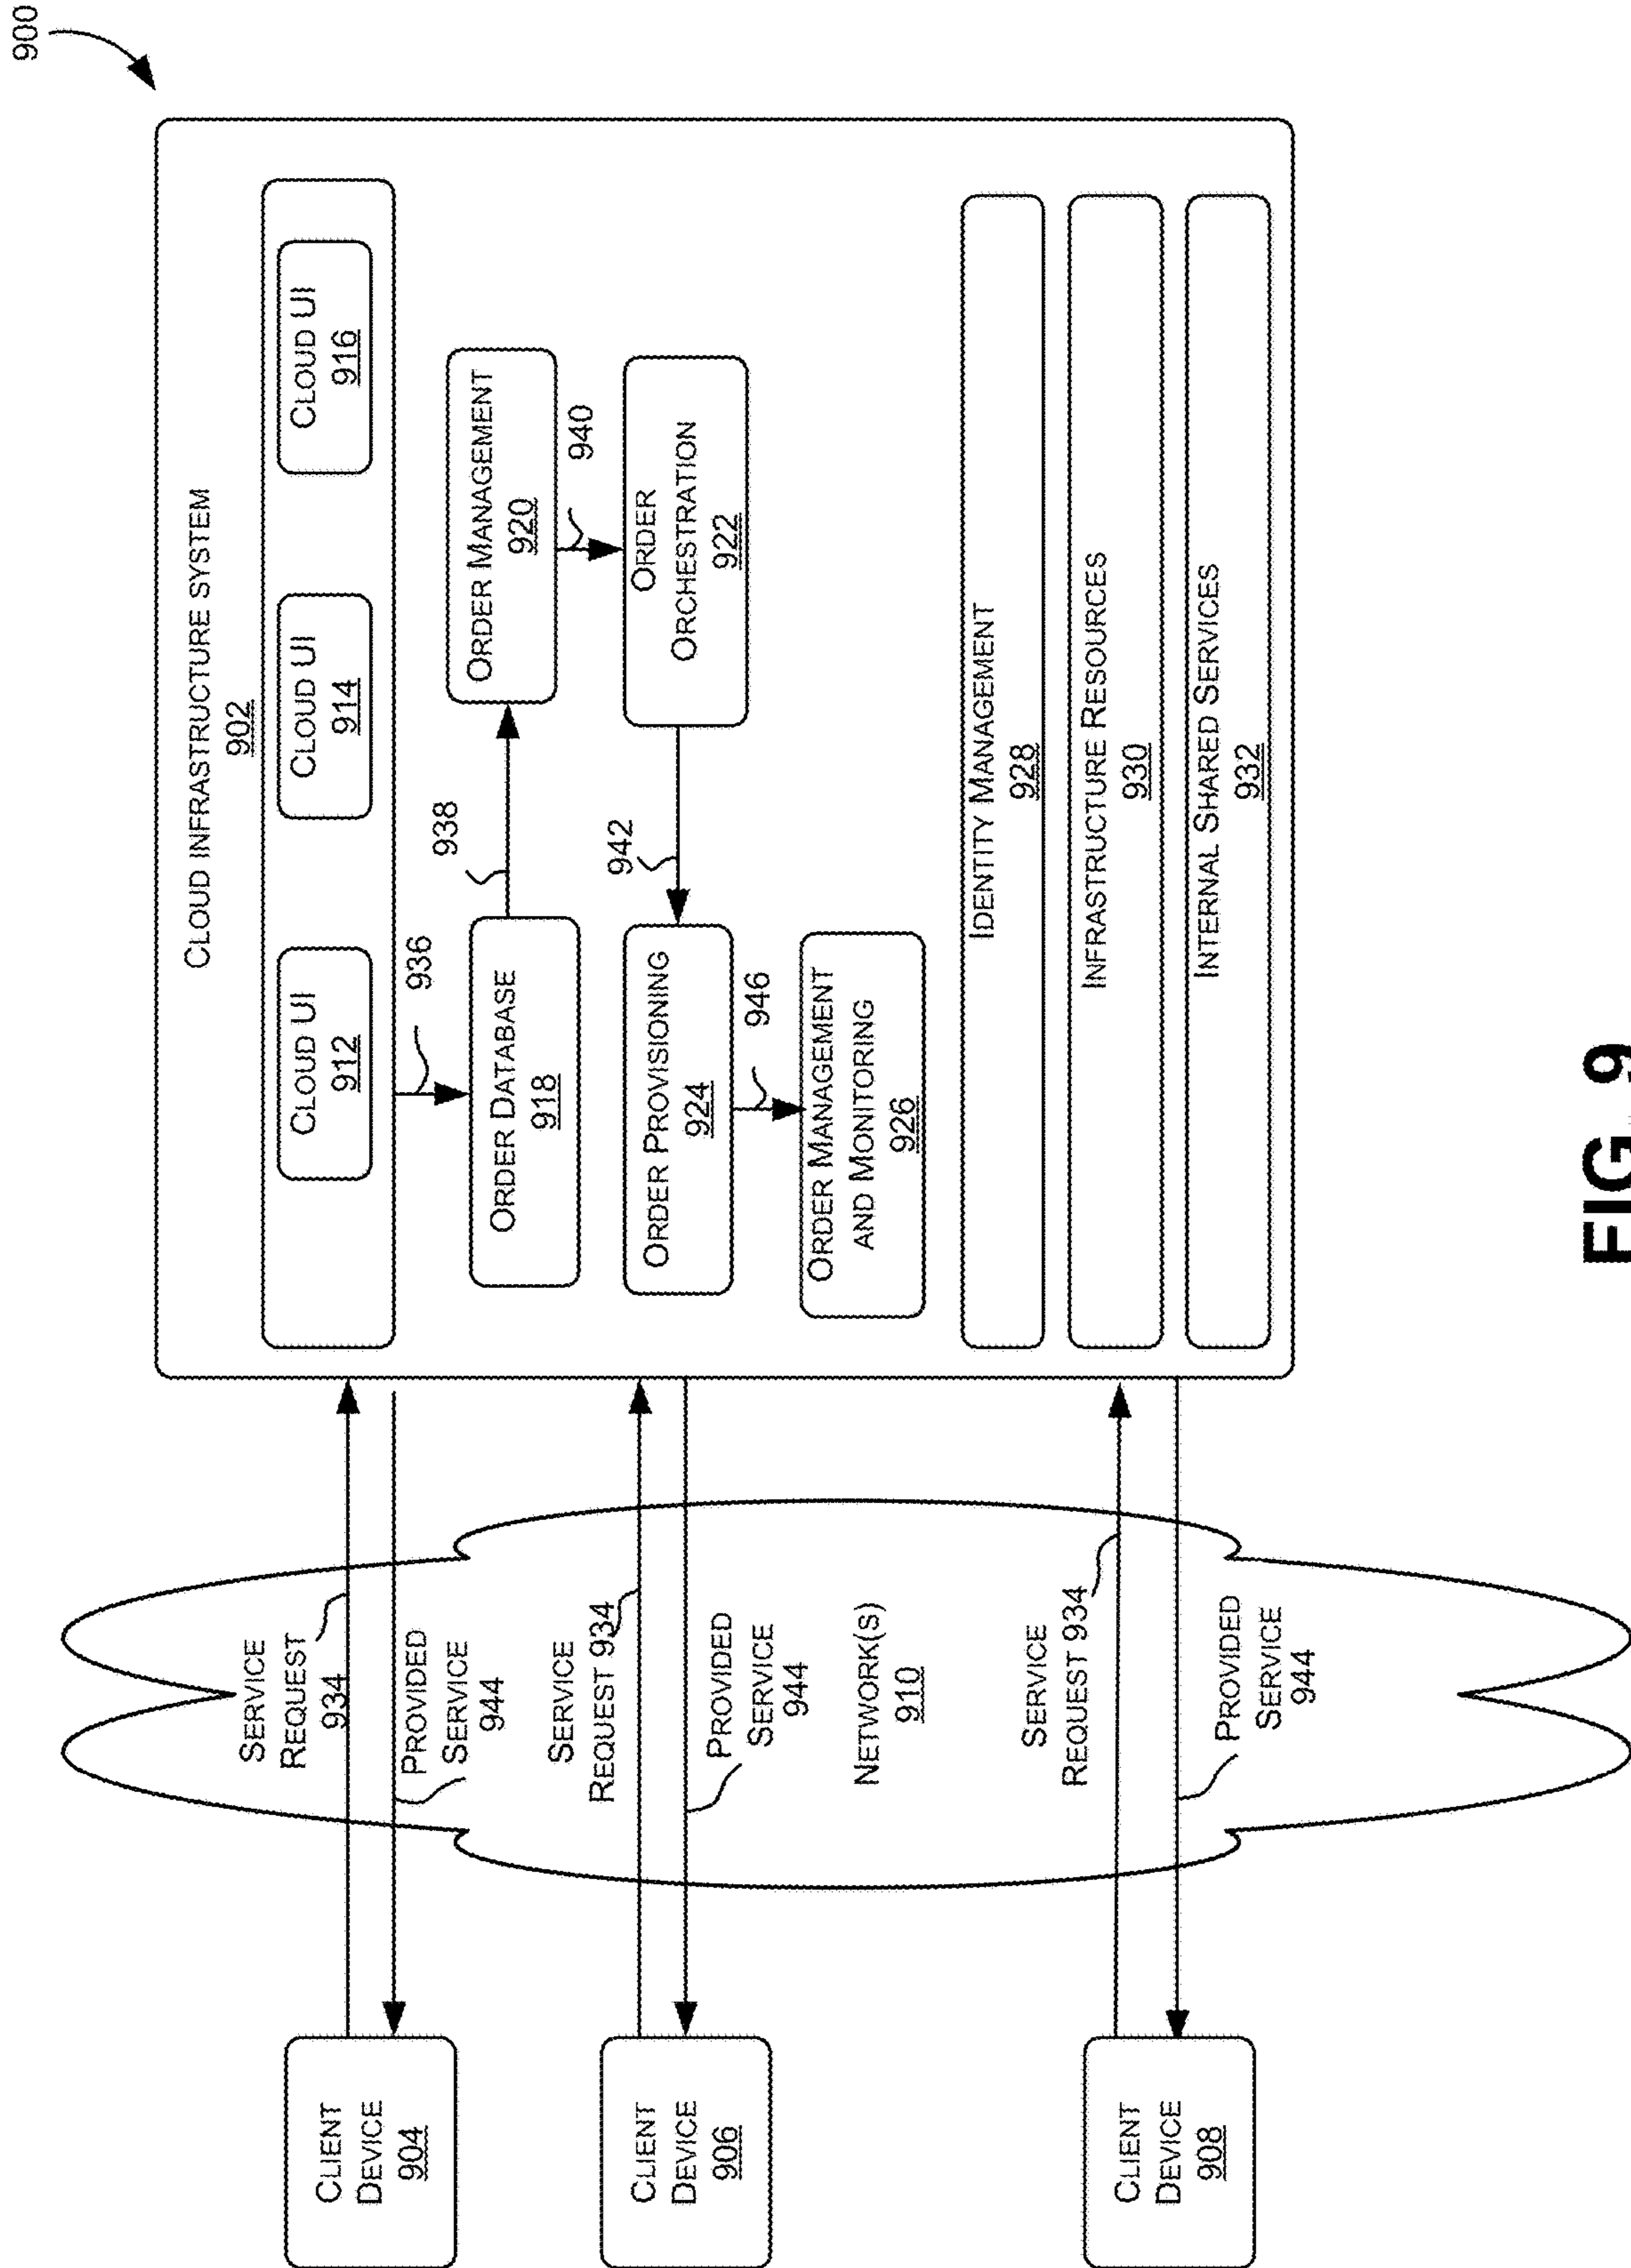 900
CLOUD INFRASTRUCTURE SYSTEM
902
CLOUD UI
912
CLOUD UI
914
CLOUD UI
916
936
938
ORDER DATABASE
918
ORDER MANAGEMENT
920
940
942
ORDER PROVISIONING
924
ORDER
ORCHESTRATION
922
946
ORDER MANAGEMENT
AND MONITORING
926
IDENTITY MANAGEMENT
928
INFRASTRUCTURE RESOURCES
930
INTERNAL SHARED SERVICES
932
SERVICE
REQUEST
934
PROVIDED
SERVICE
944
SERVICE
REQUEST 934
PROVIDED
SERVICE
944
NETWORK(S)
910
SERVICE
REQUEST 934
PROVIDED
SERVICE
944
CLIENT
DEVICE
904
CLIENT
DEVICE
906
CLIENT
DEVICE
908
FIG. 9